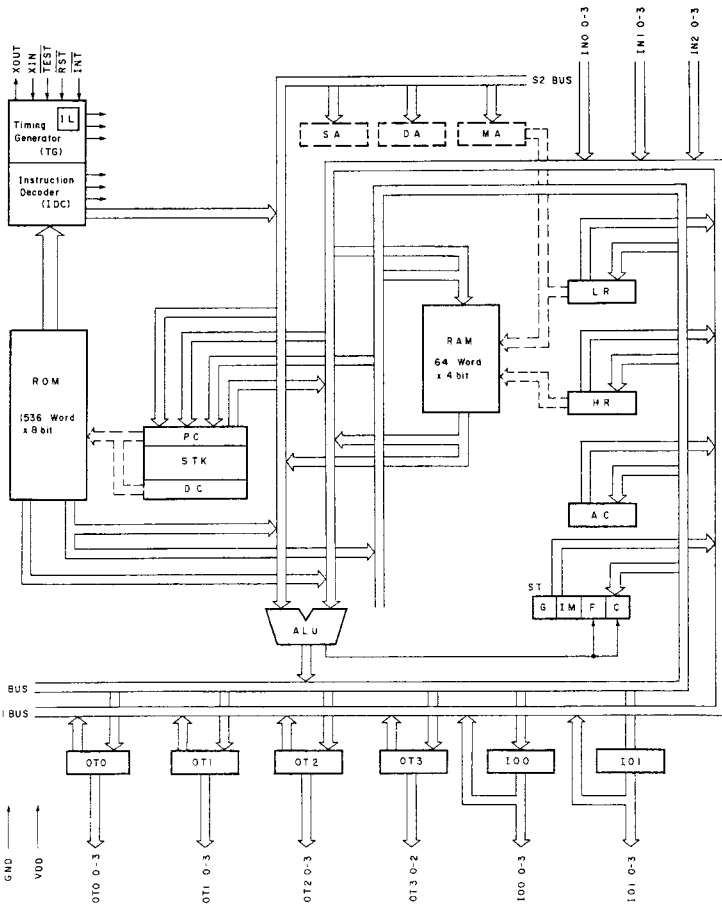 XOUT
XIN
TEST
RST
INT
IN0 0-3
IN1 0-3
IN2 0-3
S2 BUS
IL
Timing
Generator
(TG)
Instruction
Decoder
(IDC)
SA
DA
MA
LR
RAM
64 Word
x 4 bit
HR
ROM
1536 Word
x 8 bit
PC
STK
DC
AC
ST
G IM F C
ALU
BUS
I BUS
OT0
OT1
OT2
OT3
IO0
IO1
GND
VDD
OT0 0-3
OT1 0-3
OT2 0-3
OT3 0-2
IO0 0-3
IO1 0-3